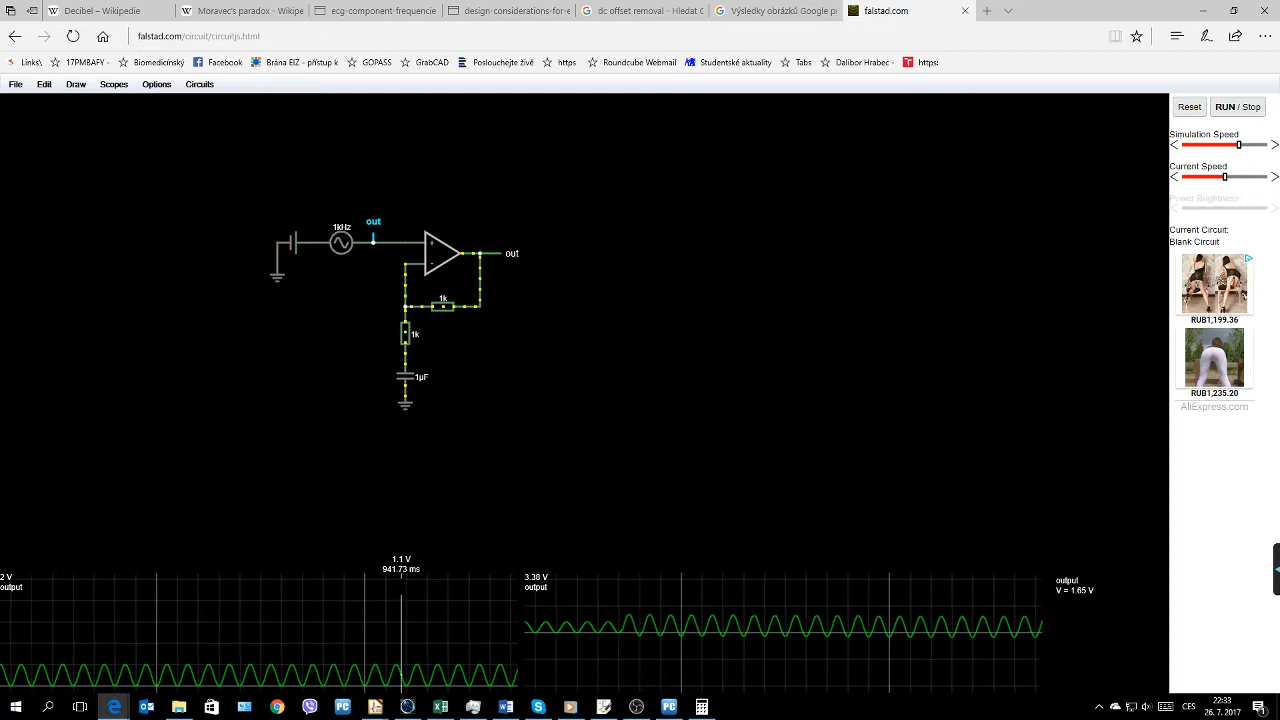 Decibel – Wikipedie
Moravec's paradox - Wikipe
ecg-component-frequencie
design-considerations-for-e
dc offset removal - Hledat G
Výsledky obrázků Google p
falstad.com
falstad.com/circuit/circuitjs.html
Links\
17PMBAFY -
Biomedicínský
Facebook
Brána EIZ - přístup k
GOPASS
GrabCAD
Poslouchejte živě
https
Roundcube Webmail
Studentské aktuality
Tabs
Dalibor Hrabec -
https:
File
Edit
Draw
Scopes
Options
Circuits
Reset
RUN / Stop
Simulation Speed
Current Speed
Power Brightness:
Current Circuit:
Blank Circuit
RUB1,199.36
RUB1,235.20
AliExpress.com
out
1kHz
+
-
out
1k
1k
1µF
1.1 V
941.73 ms
2 V
output
3.38 V
output
output
V = 1.65 V
CES
22:33
26. 7. 2017